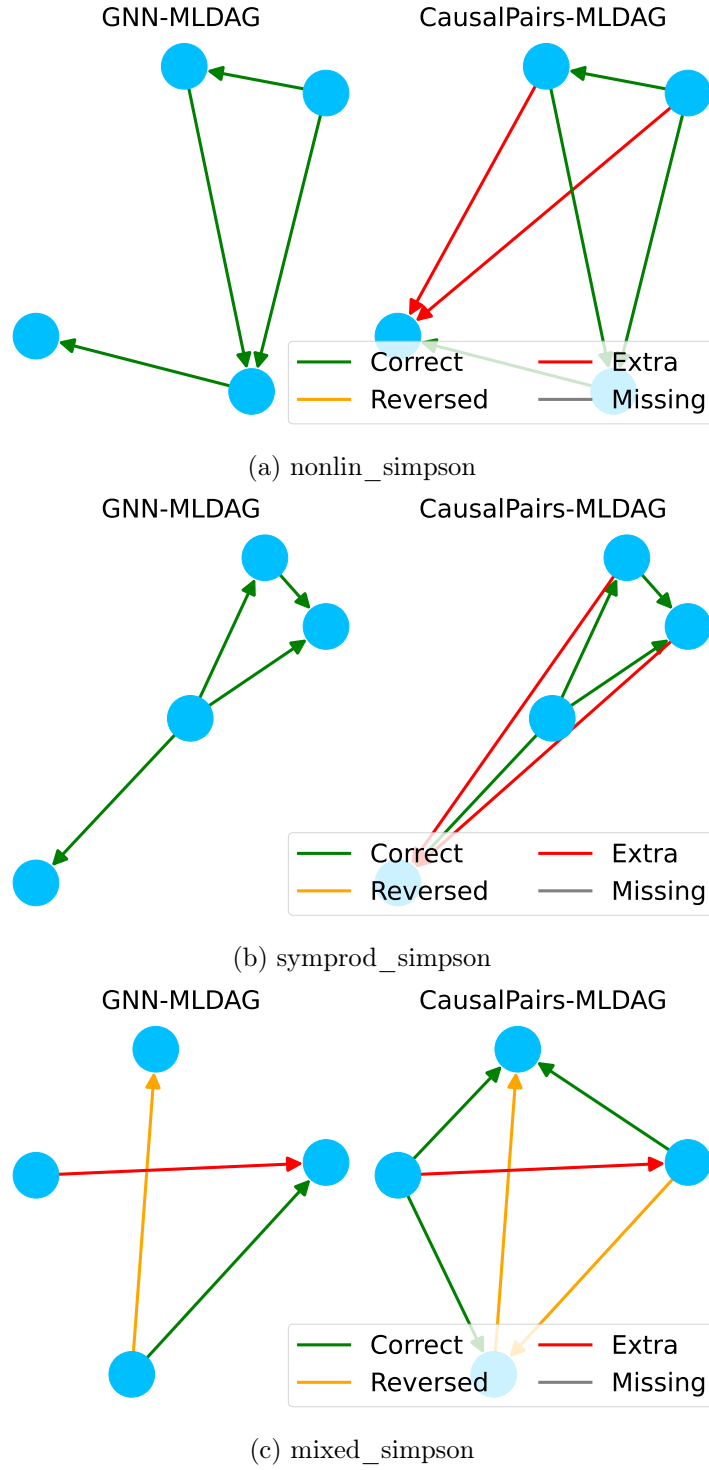 GNN-MLDAG CausalPairs-MLDAG
Correct Extra
Reversed Missing
(a) nonlin_simpson
GNN-MLDAG CausalPairs-MLDAG
Correct Extra
Reversed Missing
(b) symprod_simpson
GNN-MLDAG CausalPairs-MLDAG
Correct Extra
Reversed Missing
(c) mixed_simpson